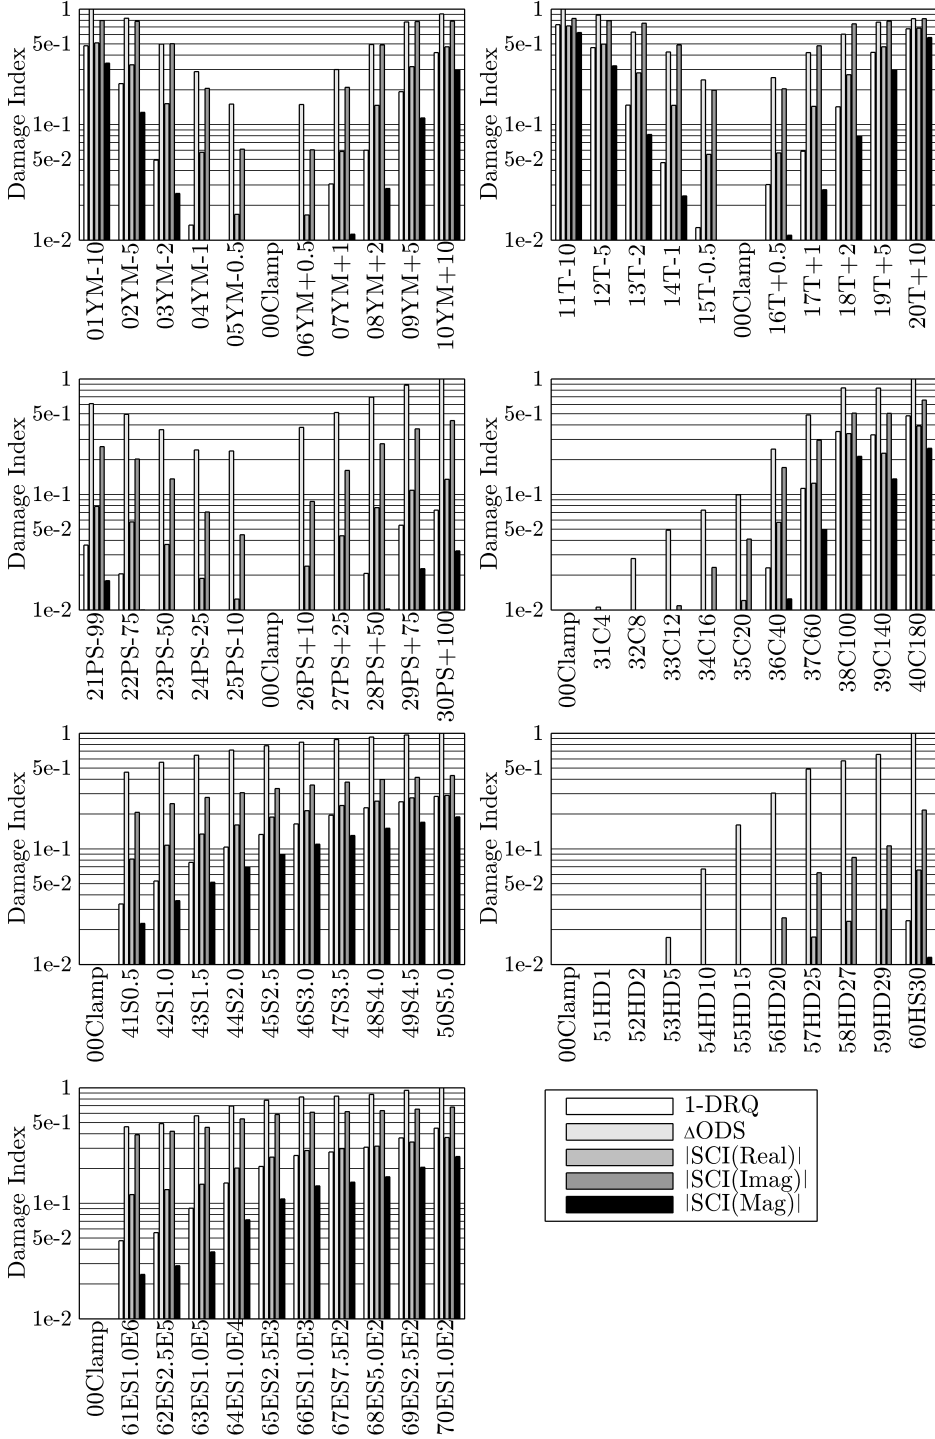 Damage Index
1
5e-1
1e-1
5e-2
1e-2
01YM-10
02YM-5
03YM-2
04YM-1
05YM-0.5
00Clamp
06YM+0.5
07YM+1
08YM+2
09YM+5
10YM+10
Damage Index
1
5e-1
1e-1
5e-2
1e-2
11T-10
12T-5
13T-2
14T-1
15T-0.5
00Clamp
16T+0.5
17T+1
18T+2
19T+5
20T+10
Damage Index
1
5e-1
1e-1
5e-2
1e-2
21PS-99
22PS-75
23PS-50
24PS-25
25PS-10
00Clamp
26PS+10
27PS+25
28PS+50
29PS+75
30PS+100
Damage Index
1
5e-1
1e-1
5e-2
1e-2
00Clamp
31C4
32C8
33C12
34C16
35C20
36C40
37C60
38C100
39C140
40C180
Damage Index
1
5e-1
1e-1
5e-2
1e-2
00Clamp
41S0.5
42S1.0
43S1.5
44S2.0
45S2.5
46S3.0
47S3.5
48S4.0
49S4.5
50S5.0
Damage Index
1
5e-1
1e-1
5e-2
1e-2
00Clamp
51HD1
52HD2
53HD5
54HD10
55HD15
56HD20
57HD25
58HD27
59HD29
60HS30
Damage Index
1
5e-1
1e-1
5e-2
1e-2
00Clamp
61ES1.0E6
62ES2.5E5
63ES1.0E5
64ES1.0E4
65ES2.5E3
66ES1.0E3
67ES7.5E2
68ES5.0E2
69ES2.5E2
70ES1.0E2
1-DRQ
ΔODS
|SCI(Real)|
|SCI(Imag)|
|SCI(Mag)|